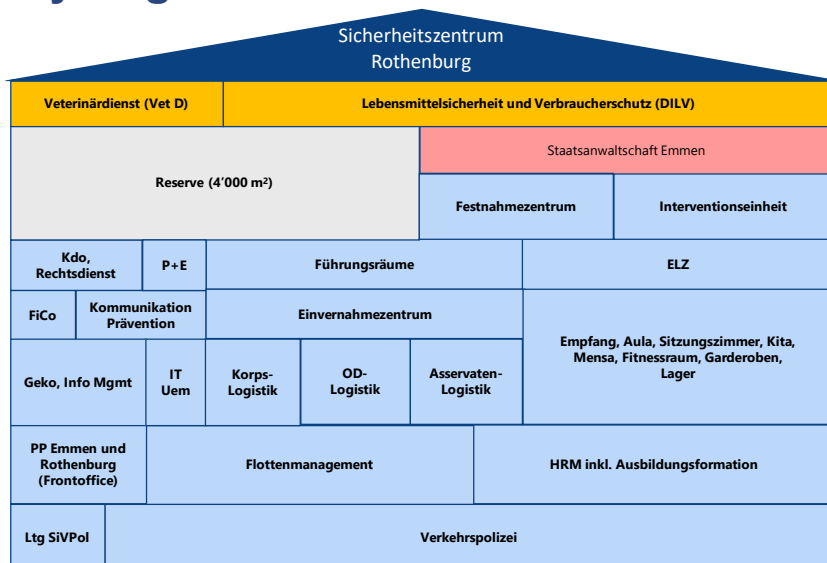 Sicherheitszentrum
Rothenburg
Veterinärdienst (Vet D)
Lebensmittelsicherheit und Verbraucherschutz (DILV)
Reserve (4’000 m²)
Staatsanwaltschaft Emmen
Festnahmezentrum
Interventionseinheit
Kdo,
Rechtsdienst
P+E
Führungsräume
ELZ
FiCo
Kommunikation
Prävention
Einvernahmezentrum
Empfang, Aula, Sitzungszimmer, Kita,
Mensa, Fitnessraum, Garderoben,
Lager
Geko, Info Mgmt
IT
Uem
Korps-
Logistik
OD-
Logistik
Asservaten-
Logistik
PP Emmen und
Rothenburg
(Frontoffice)
Flottenmanagement
HRM inkl. Ausbildungsformation
Ltg SiVPol
Verkehrspolizei